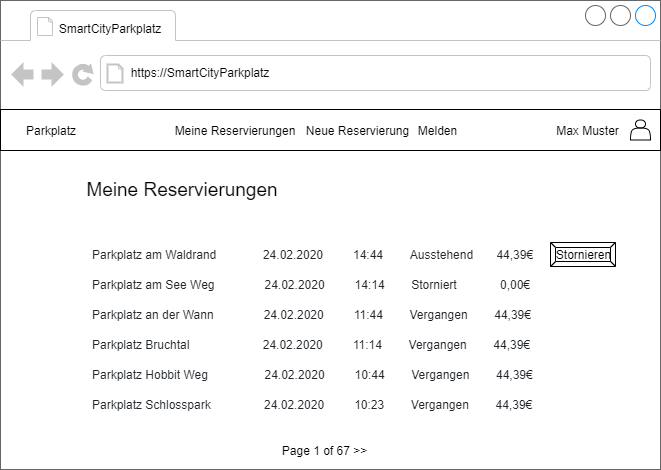 SmartCityParkplatz
https://SmartCityParkplatz
Parkplatz Meine Reservierungen Neue Reservierung Melden Max Muster
Meine Reservierungen
Parkplatz am Waldrand 24.02.2020 14:44 Ausstehend 44,39€ Stornieren
Parkplatz am See Weg 24.02.2020 14:14 Storniert 0,00€
Parkplatz an der Wann 24.02.2020 11:44 Vergangen 44,39€
Parkplatz Bruchtal 24.02.2020 11:14 Vergangen 44,39€
Parkplatz Hobbit Weg 24.02.2020 10:44 Vergangen 44,39€
Parkplatz Schlosspark 24.02.2020 10:23 Vergangen 44,39€
Page 1 of 67 >>